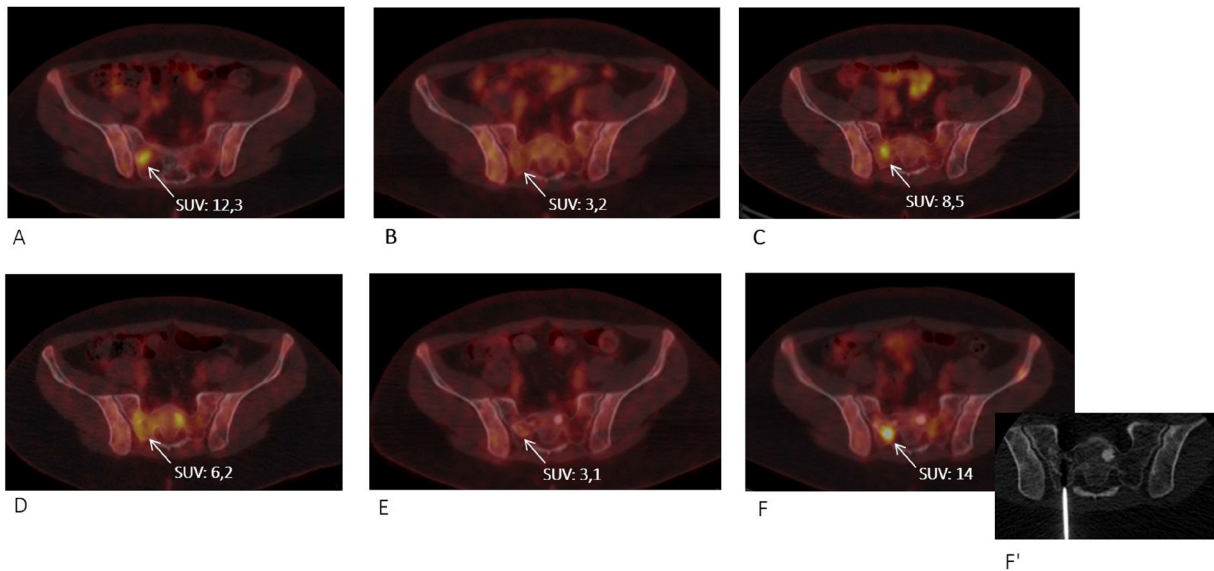 SUV: 12,3
SUV: 3,2
SUV: 8,5
A
B
C
SUV: 6,2
SUV: 3,1
SUV: 14
D
E
F
F'